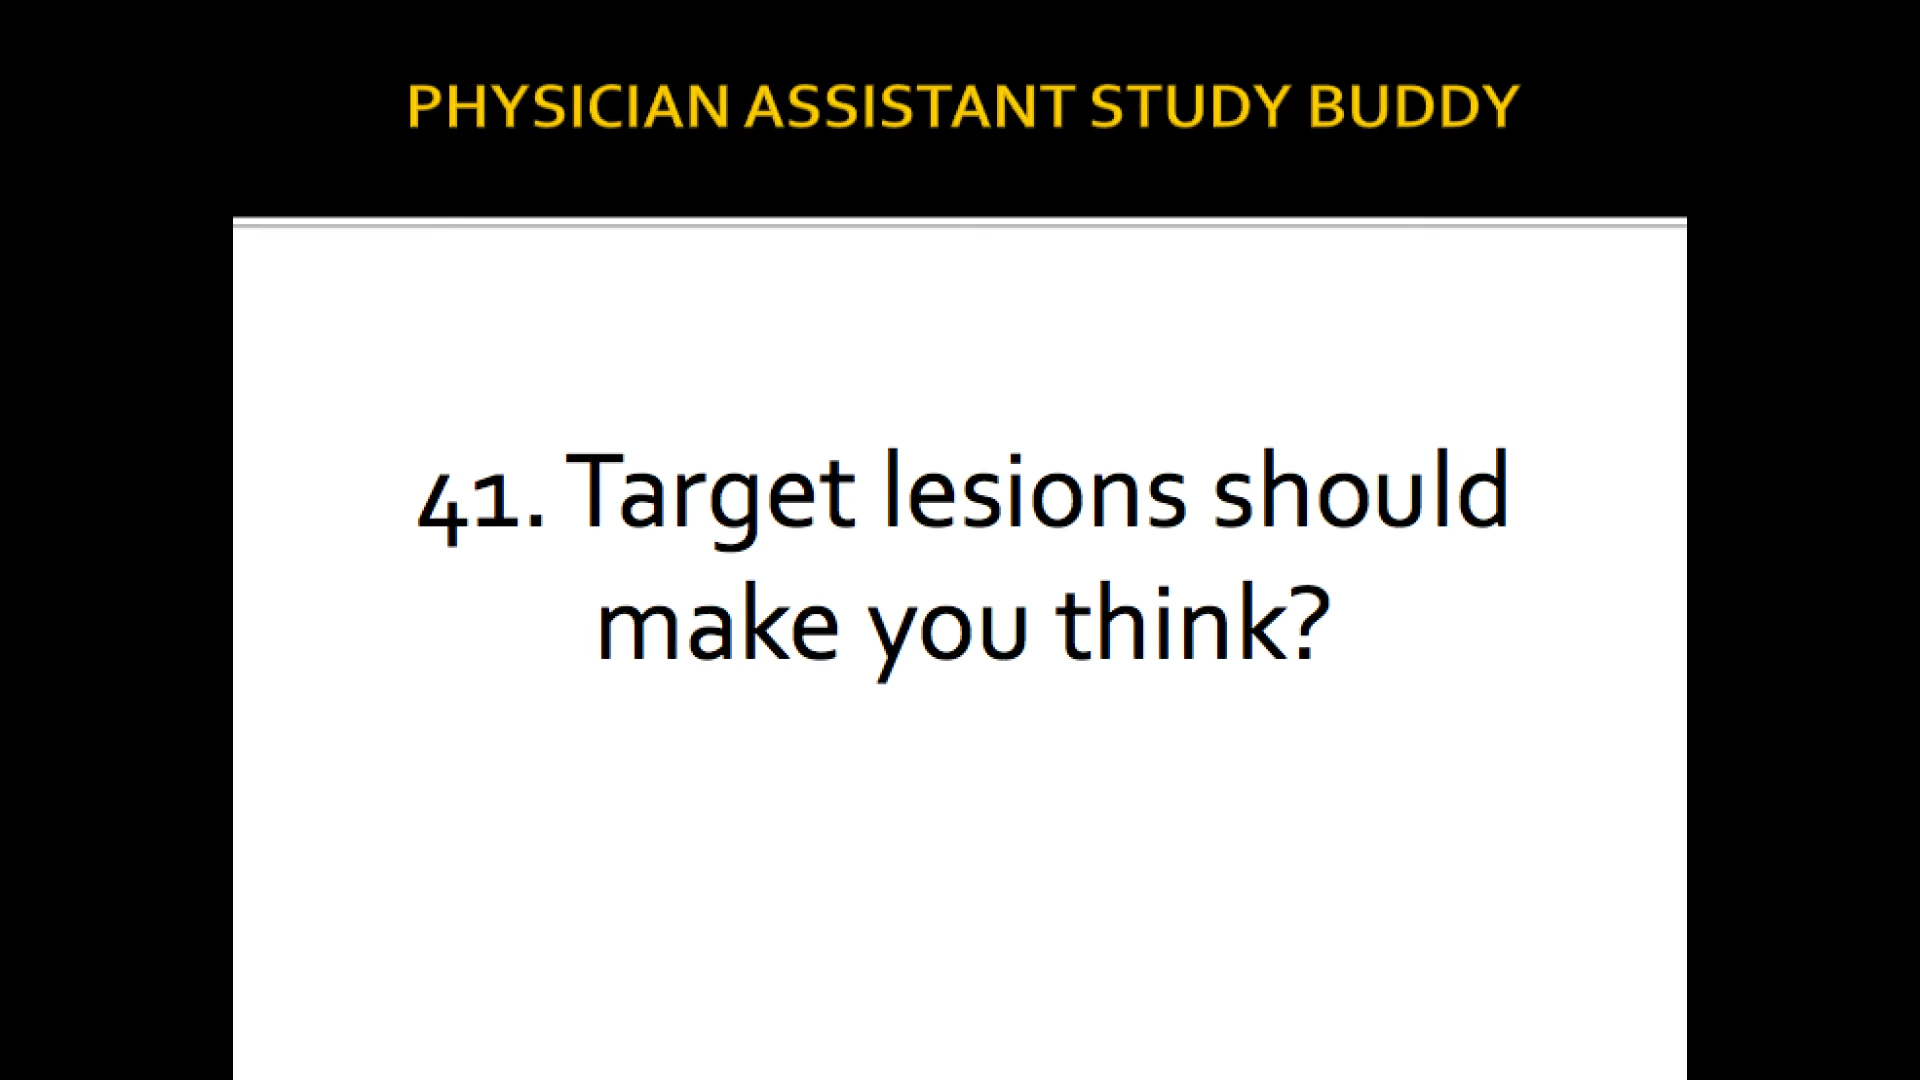 PHYSICIAN ASSISTANT STUDY BUDDY
41. Target lesions should
make you think?